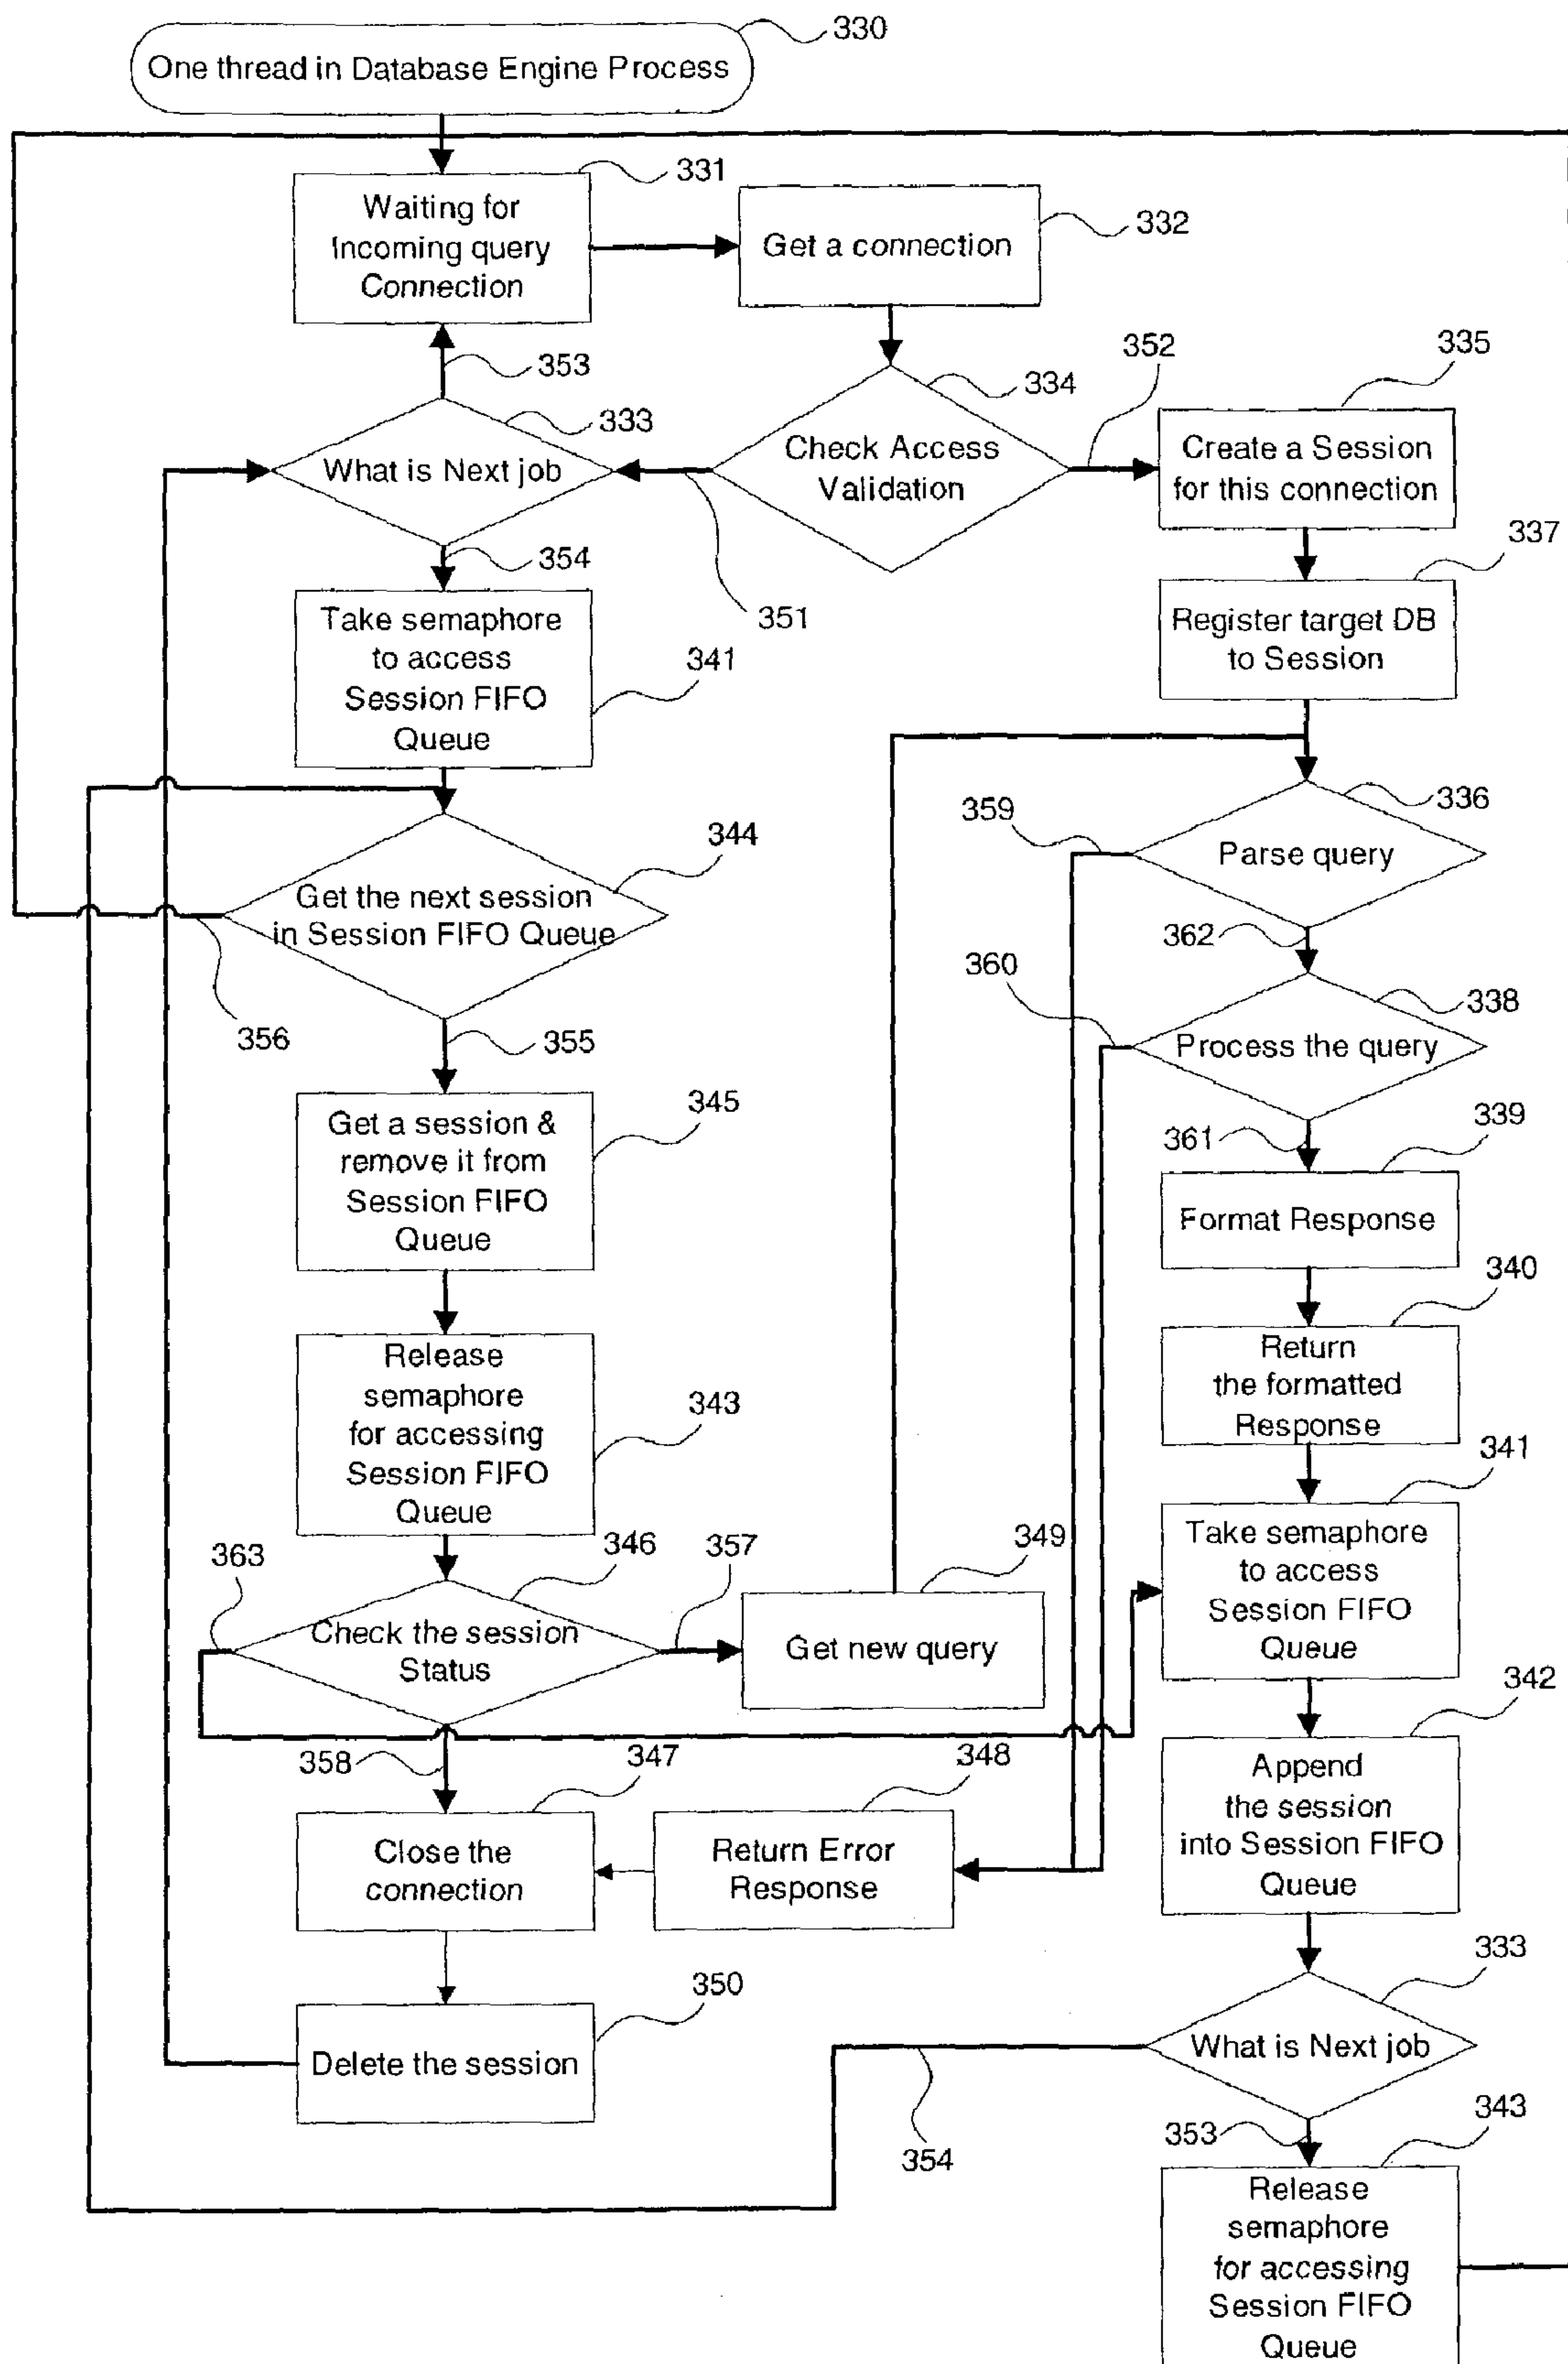 330
One thread in Database Engine Process
331
Waiting for
Incoming query
Connection
332
Get a connection
353
352
335
334
333
What is Next job
Check Access
Validation
Create a Session
for this connection
354
351
337
Take semaphore
to access
Session FIFO
Queue
341
Register target DB
to Session
336
359
Parse query
344
Get the next session
in Session FIFO Queue
362
360
338
Process the query
356
355
345
Get a session &
remove it from
Session FIFO
Queue
361
339
Format Response
340
Release
semaphore
for accessing
Session FIFO
Queue
343
Return
the formatted
Response
341
Take semaphore
to access
Session FIFO
Queue
363
346
357
349
Check the session
Status
Get new query
342
358
347
348
Append
the session
into Session FIFO
Queue
Close the
connection
Return Error
Response
333
350
Delete the session
What is Next job
354
353
343
Release
semaphore
for accessing
Session FIFO
Queue